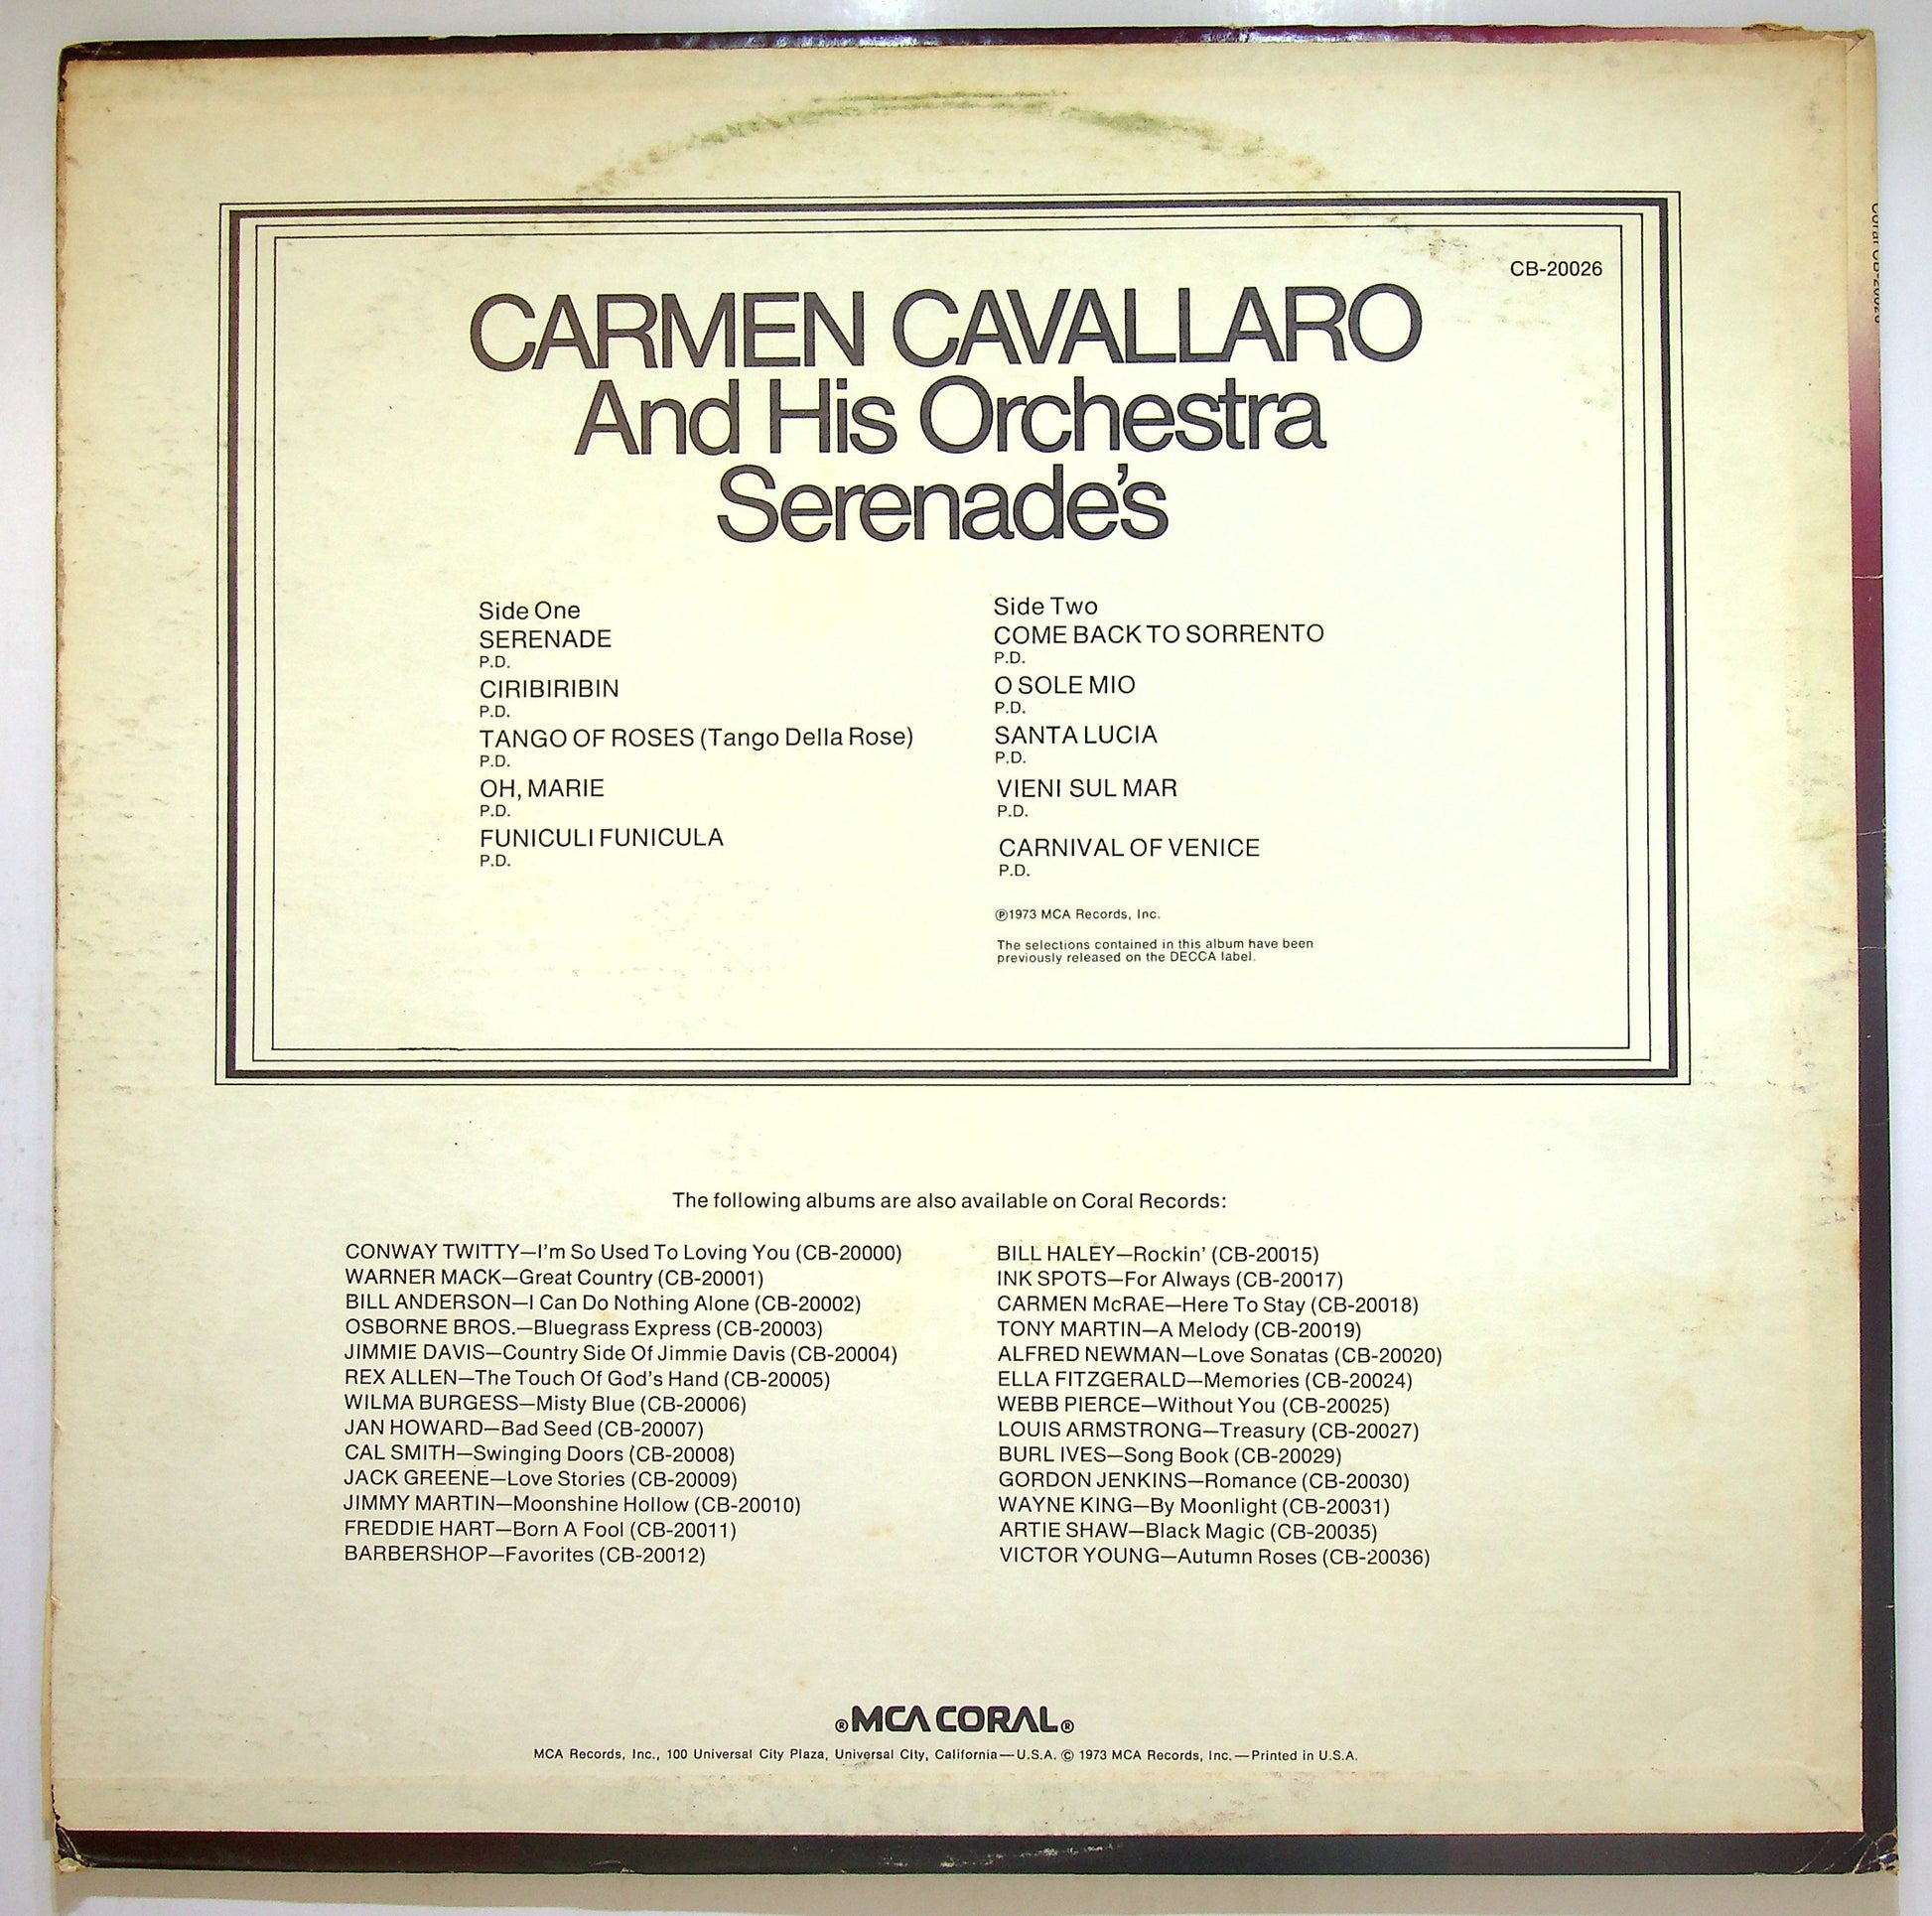 CB-20026
CARMEN CAVALLARO
And His Orchestra
Serenade's
Side One
SERENADE
P.D.
CIRIBIRIBIN
P.D.
TANGO OF ROSES (Tango Della Rose)
P.D.
OH, MARIE
P.D.
FUNICULI FUNICULA
P.D.
Side Two
COME BACK TO SORRENTO
P.D.
O SOLE MIO
P.D.
SANTA LUCIA
P.D.
VIENI SUL MAR
P.D.
CARNIVAL OF VENICE
P.D.
℗1973 MCA Records, Inc.
The selections contained in this album have been
previously released on the DECCA label.
The following albums are also available on Coral Records:
CONWAY TWITTY—I'm So Used To Loving You (CB-20000)
WARNER MACK—Great Country (CB-20001)
BILL ANDERSON—I Can Do Nothing Alone (CB-20002)
OSBORNE BROS.—Bluegrass Express (CB-20003)
JIMMIE DAVIS—Country Side Of Jimmie Davis (CB-20004)
REX ALLEN—The Touch Of God's Hand (CB-20005)
WILMA BURGESS—Misty Blue (CB-20006)
JAN HOWARD—Bad Seed (CB-20007)
CAL SMITH—Swinging Doors (CB-20008)
JACK GREENE—Love Stories (CB-20009)
JIMMY MARTIN—Moonshine Hollow (CB-20010)
FREDDIE HART—Born A Fool (CB-20011)
BARBERSHOP—Favorites (CB-20012)
BILL HALEY—Rockin' (CB-20015)
INK SPOTS—For Always (CB-20017)
CARMEN McRAE—Here To Stay (CB-20018)
TONY MARTIN—A Melody (CB-20019)
ALFRED NEWMAN—Love Sonatas (CB-20020)
ELLA FITZGERALD—Memories (CB-20024)
WEBB PIERCE—Without You (CB-20025)
LOUIS ARMSTRONG—Treasury (CB-20027)
BURL IVES—Song Book (CB-20029)
GORDON JENKINS—Romance (CB-20030)
WAYNE KING—By Moonlight (CB-20031)
ARTIE SHAW—Black Magic (CB-20035)
VICTOR YOUNG—Autumn Roses (CB-20036)
®MCA CORAL®
MCA Records, Inc., 100 Universal City Plaza, Universal City, California—U.S.A. © 1973 MCA Records, Inc.—Printed in U.S.A.
Coral CB-20026